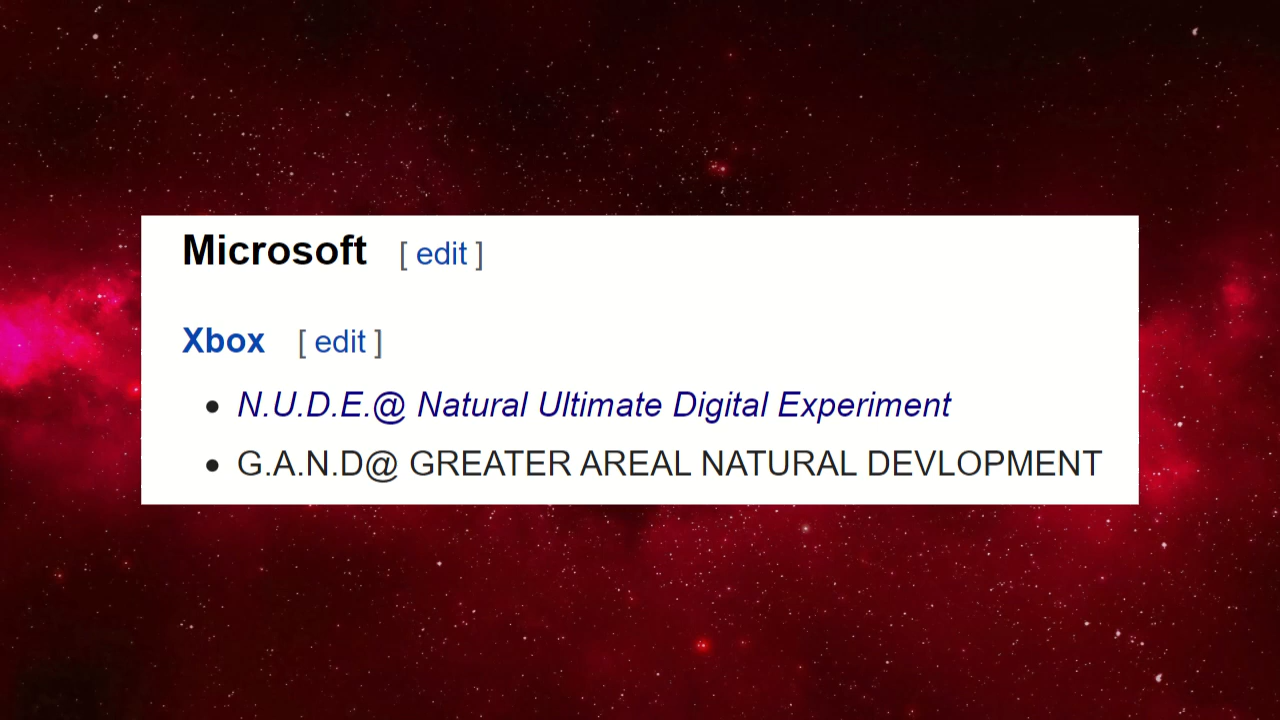 Microsoft [ edit ]
Xbox [ edit ]
• N.U.D.E.@ Natural Ultimate Digital Experiment
• G.A.N.D@ GREATER AREAL NATURAL DEVLOPMENT